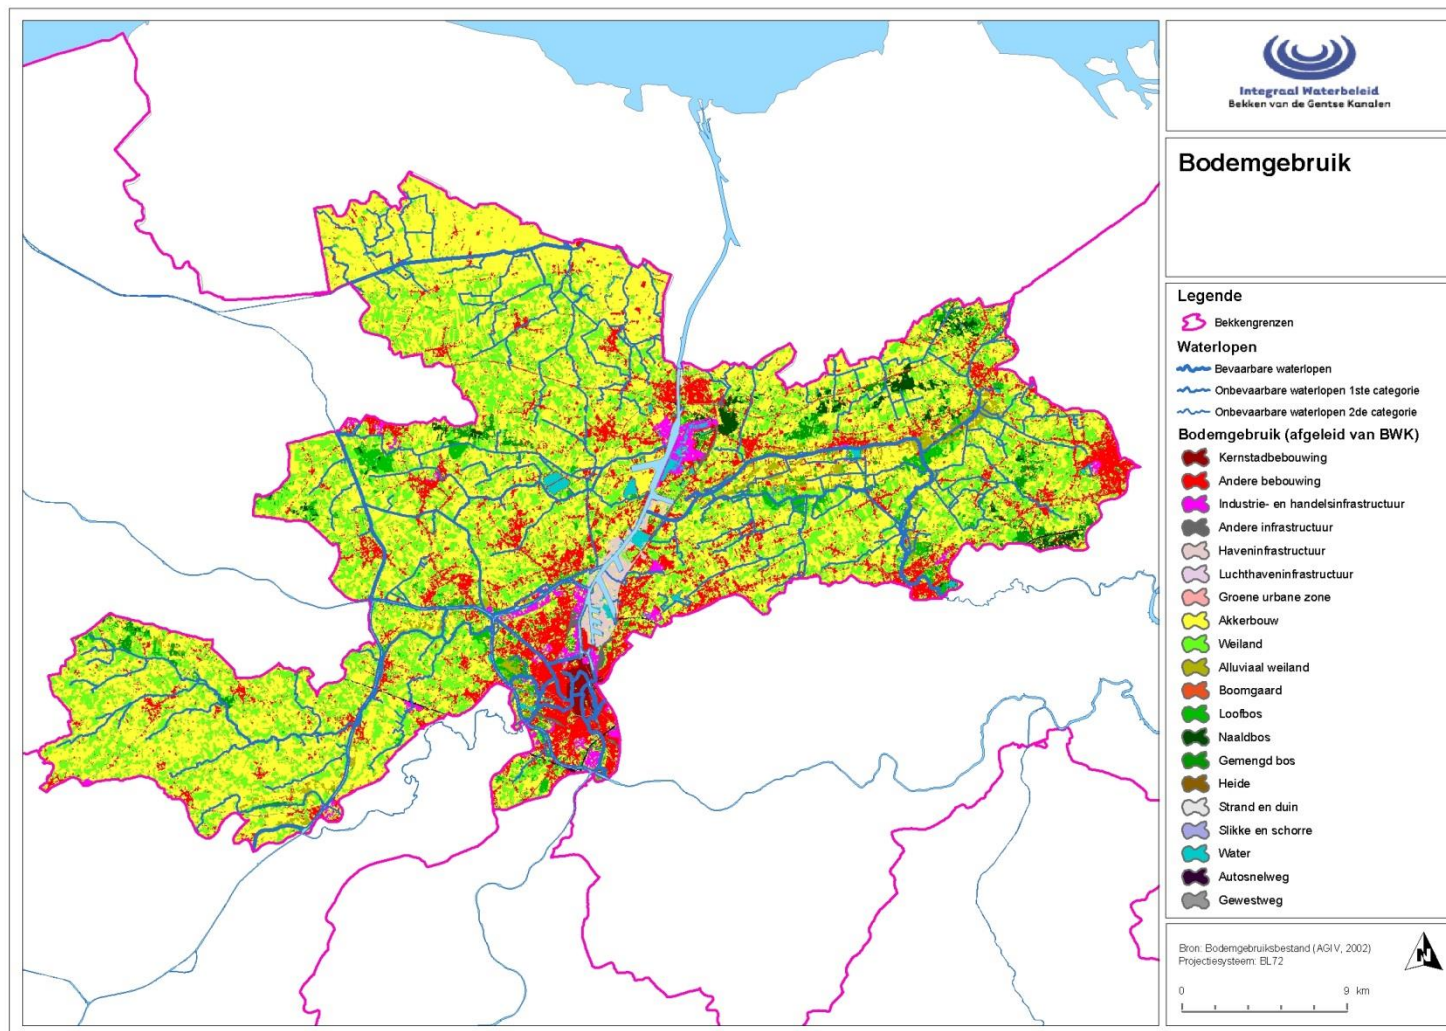 Integraal Waterbeleid
Bekken van de Gentse Kanalen
Bodemgebruik
Legende
Bekkengrenzen
Waterlopen
Bevaarbare waterlopen
Onbevaarbare waterlopen 1ste categorie
Onbevaarbare waterlopen 2de categorie
Bodemgebruik (afgeleid van BWK)
Kernstadbebouwing
Andere bebouwing
Industrie- en handelsinfrastructuur
Andere infrastructuur
Haveninfrastructuur
Luchthaveninfrastructuur
Groene urbane zone
Akkerbouw
Weiland
Alluviaal weiland
Boomgaard
Loofbos
Naaldbos
Gemengd bos
Heide
Strand en duin
Slikke en schorre
Water
Autosnelweg
Gewestweg
Bron: Bodemgebruiksbestand (AGIV, 2002)
Projectiesysteem: BL72
N
0 9 km